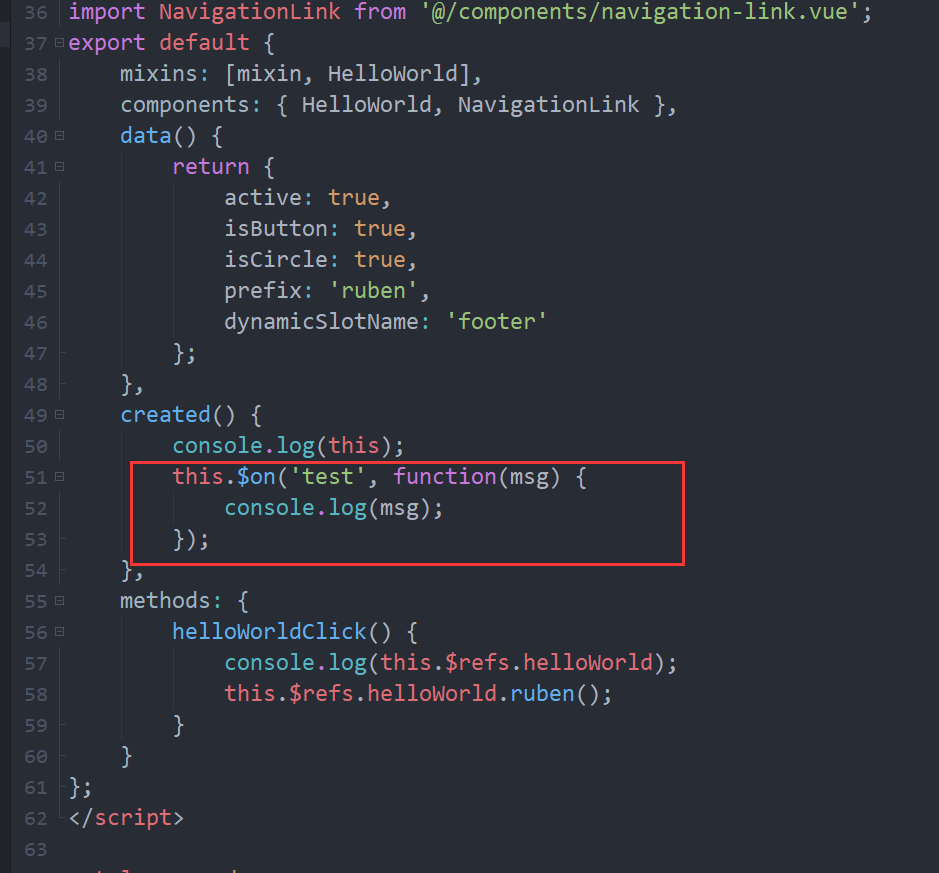 36 import NavigationLink from '@/components/navigation-link.vue';
37 export default {
38 mixins: [mixin, HelloWorld],
39 components: { HelloWorld, NavigationLink },
40 data() {
41 return {
42 active: true,
43 isButton: true,
44 isCircle: true,
45 prefix: 'ruben',
46 dynamicSlotName: 'footer'
47 };
48 },
49 created() {
50 console.log(this);
51 this.$on('test', function(msg) {
52 console.log(msg);
53 });
54 },
55 methods: {
56 helloWorldClick() {
57 console.log(this.$refs.helloWorld);
58 this.$refs.helloWorld.ruben();
59 }
60 }
61 };
62 </script>
63